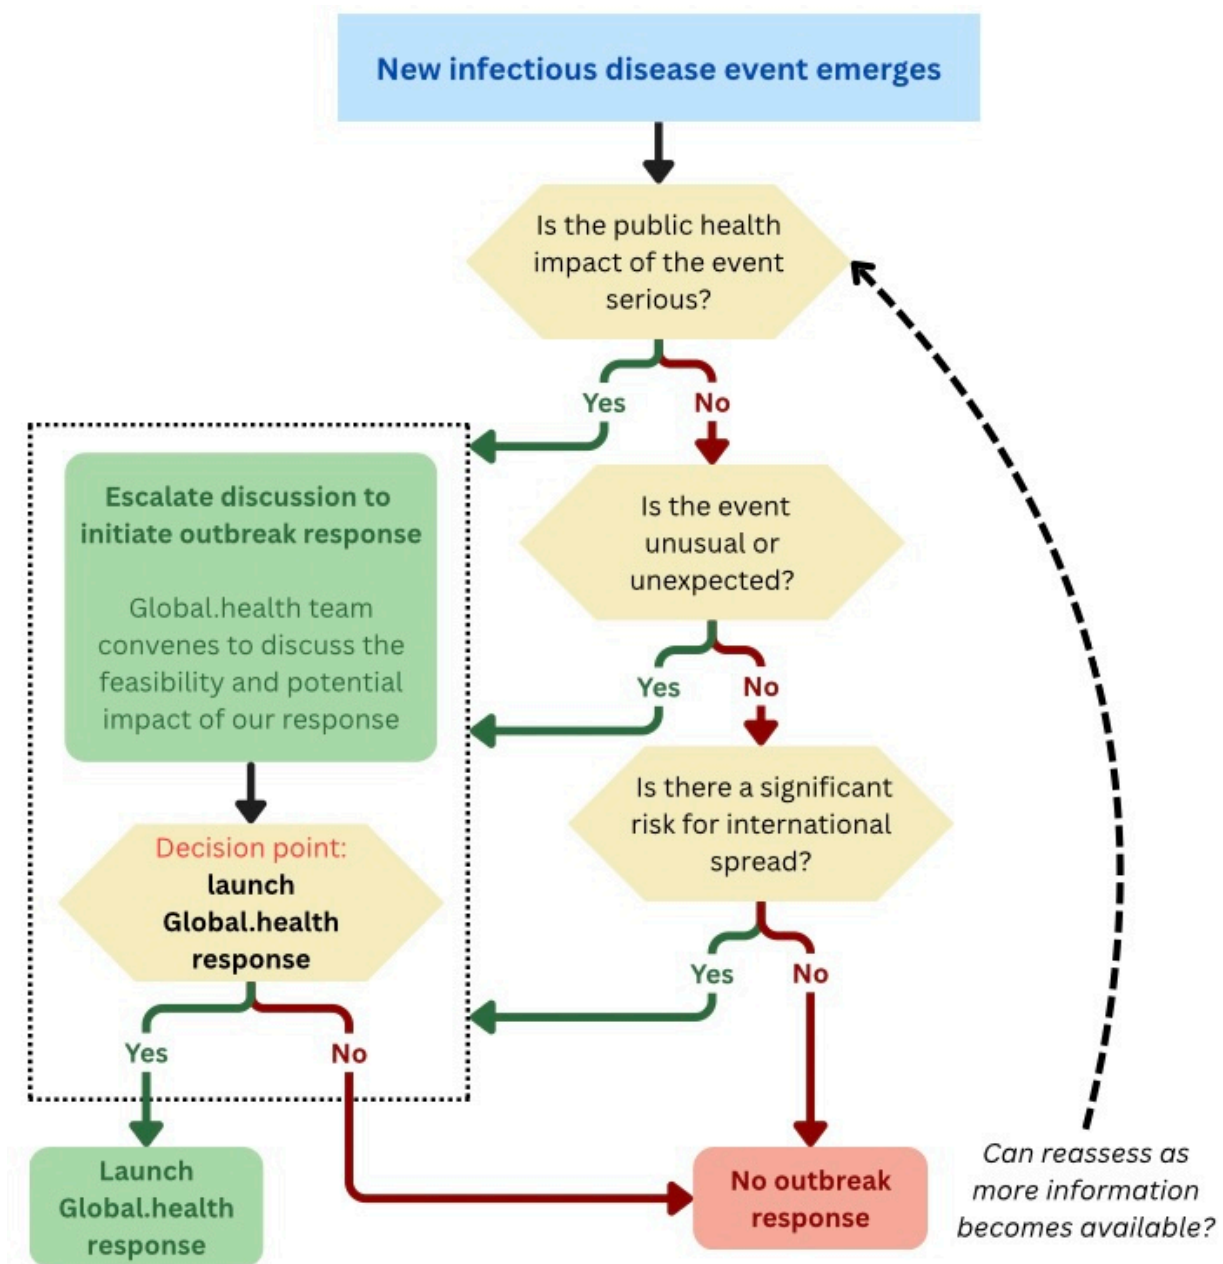 New infectious disease event emerges
Is the public health
impact of the event
serious?
Yes
No
Escalate discussion to
initiate outbreak response
Global.health team
convenes to discuss the
feasibility and potential
impact of our response
Is the event
unusual or
unexpected?
Yes
No
Is there a significant
risk for international
spread?
Decision point:
launch
Global.health
response
Yes
No
Yes
No
Launch
Global.health
response
No outbreak
response
Can reassess as
more information
becomes available?